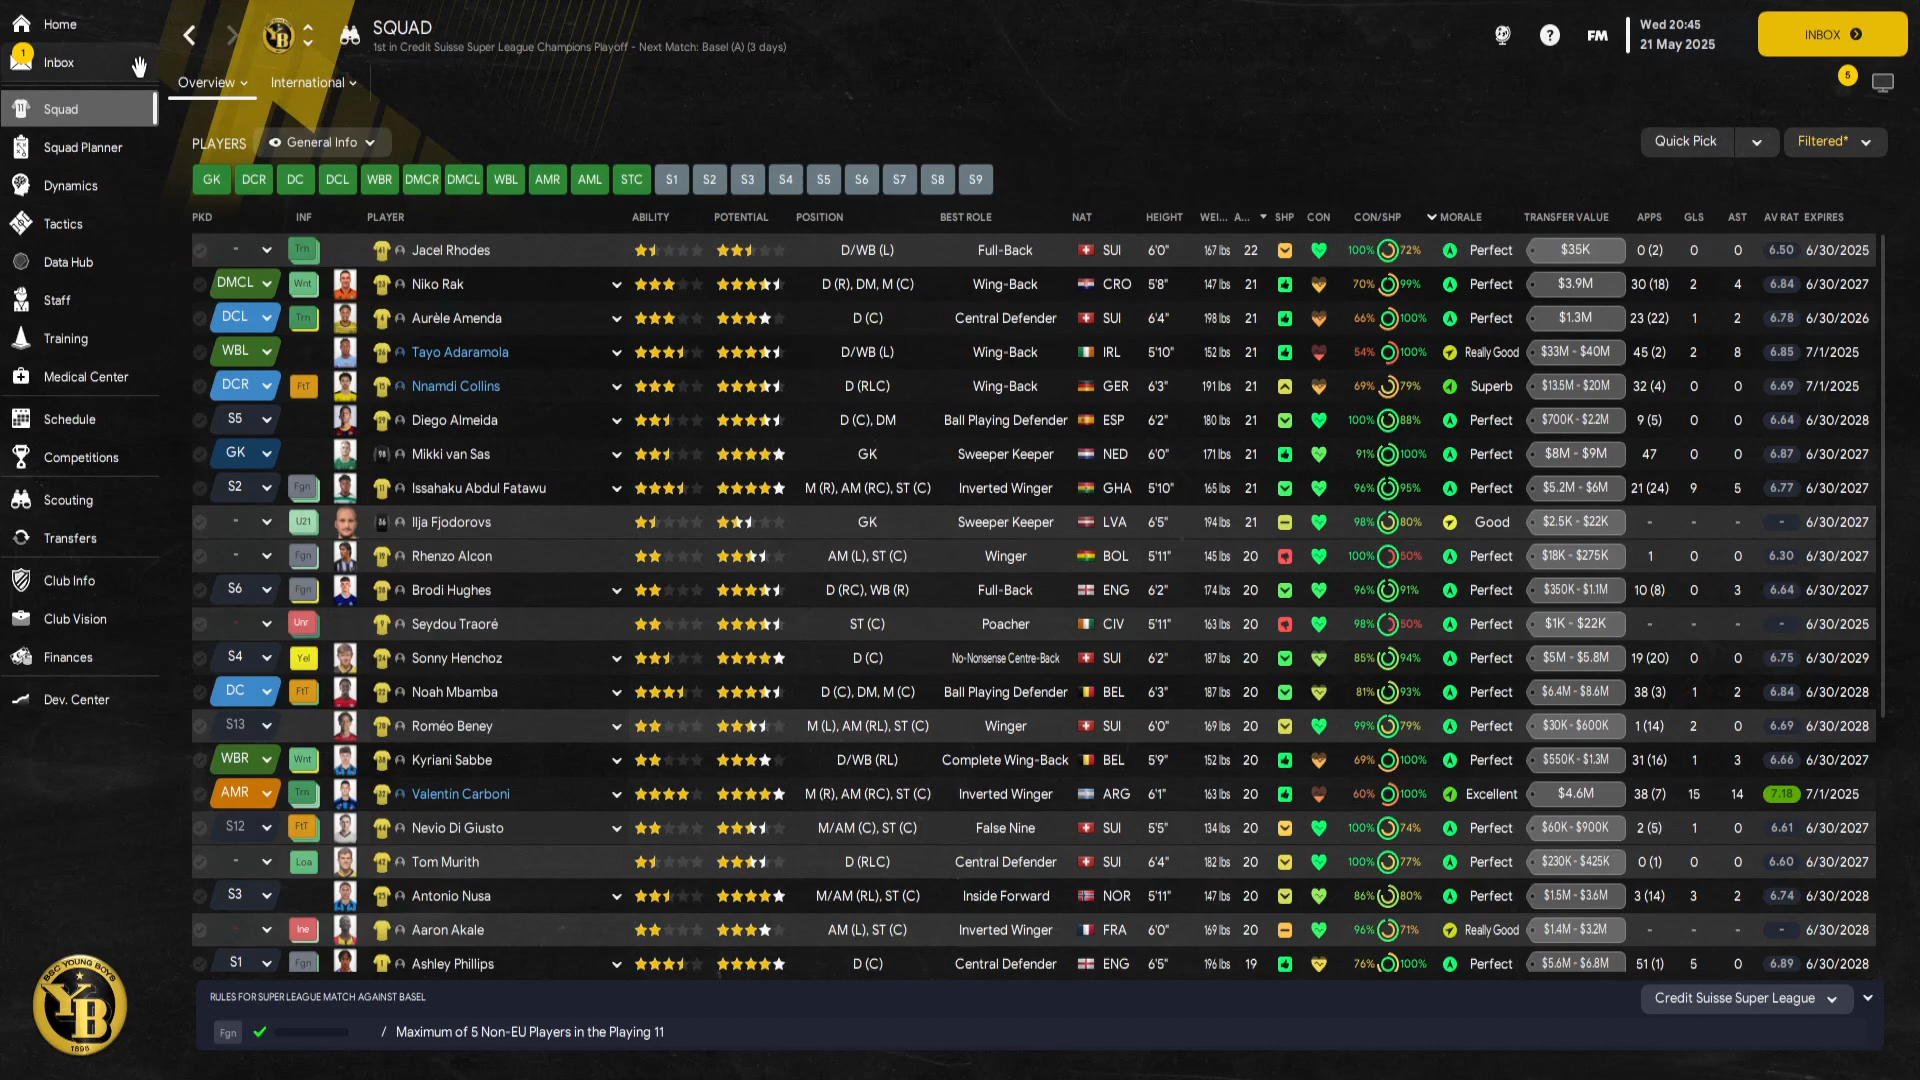 Home
1
Inbox
Squad
Squad Planner
Dynamics
Tactics
Data Hub
Staff
Training
Medical Center
Schedule
Competitions
Scouting
Transfers
Club Info
Club Vision
Finances
Dev. Center
SQUAD
1st in Credit Suisse Super League Champions Playoff - Next Match: Basel (A) (3 days)
Overview International
FM
Wed 20:45
21 May 2025
INBOX
5
PLAYERS General Info
Quick Pick Filtered*
GK DCR DC DCL WBR DMCR DMCL WBL AMR AML STC S1 S2 S3 S4 S5 S6 S7 S8 S9
PKD INF PLAYER ABILITY POTENTIAL POSITION BEST ROLE NAT HEIGHT WEI... A... SHP CON CON/SHP MORALE TRANSFER VALUE APPS GLS AST AV RAT EXPIRES
- Trn Jacel Rhodes D/WB (L) Full-Back SUI 6'0" 167 lbs 22 100% 72% Perfect $35K 0 (2) 0 0 6.50 6/30/2025
DMCL Wnt Niko Rak D (R), DM, M (C) Wing-Back CRO 5'8" 147 lbs 21 70% 99% Perfect $3.9M 30 (18) 2 4 6.84 6/30/2027
DCL Trn Aurèle Amenda D (C) Central Defender SUI 6'4" 198 lbs 21 66% 100% Perfect $1.3M 23 (22) 1 2 6.78 6/30/2026
WBL Tayo Adaramola D/WB (L) Wing-Back IRL 5'10" 152 lbs 21 54% 100% Really Good $33M - $40M 45 (2) 2 8 6.85 7/1/2025
DCR FtT Nnamdi Collins D (RLC) Wing-Back GER 6'3" 191 lbs 21 69% 79% Superb $13.5M - $20M 32 (4) 0 0 6.69 7/1/2025
S5 Diego Almeida D (C), DM Ball Playing Defender ESP 6'2" 180 lbs 21 100% 88% Perfect $700K - $2.2M 9 (5) 0 0 6.64 6/30/2028
GK Mikki van Sas GK Sweeper Keeper NED 6'0" 171 lbs 21 91% 100% Perfect $8M - $9M 47 6.87 6/30/2027
S2 Fgn Issahaku Abdul Fatawu M (R), AM (RC), ST (C) Inverted Winger GHA 5'10" 165 lbs 21 96% 95% Perfect $5.2M - $6M 21 (24) 9 5 6.77 6/30/2027
- U21 Ilja Fjodorovs GK Sweeper Keeper LVA 6'5" 194 lbs 21 98% 80% Good $2.5K - $22K - - - - 6/30/2027
- Fgn Rhenzo Alcon AM (L), ST (C) Winger BOL 5'11" 145 lbs 20 100% 50% Perfect $18K - $275K 1 0 0 6.30 6/30/2027
S6 Fgn Brodi Hughes D (RC), WB (R) Full-Back ENG 6'2" 174 lbs 20 96% 91% Perfect $350K - $1.1M 10 (8) 0 3 6.64 6/30/2027
- Unr Seydou Traoré ST (C) Poacher CIV 5'11" 163 lbs 20 98% 50% Perfect $1K - $22K - - - - 6/30/2025
S4 Yel Sonny Henchoz D (C) No-Nonsense Centre-Back SUI 6'2" 187 lbs 20 85% 94% Perfect $5M - $5.8M 19 (20) 0 0 6.75 6/30/2029
DC FtT Noah Mbamba D (C), DM, M (C) Ball Playing Defender BEL 6'3" 187 lbs 20 81% 93% Perfect $6.4M - $8.6M 38 (3) 1 2 6.84 6/30/2028
S13 Roméo Beney M (L), AM (RL), ST (C) Winger SUI 6'0" 169 lbs 20 99% 79% Perfect $30K - $600K 1 (14) 2 0 6.69 6/30/2028
WBR Wnt Kyriani Sabbe D/WB (RL) Complete Wing-Back BEL 5'9" 152 lbs 20 69% 100% Perfect $550K - $1.3M 31 (16) 1 3 6.66 6/30/2027
AMR Trn Valentín Carboni M (R), AM (RC), ST (C) Inverted Winger ARG 6'1" 163 lbs 20 60% 100% Excellent $4.6M 38 (7) 15 14 7.18 7/1/2025
S12 FtT Nevio Di Giusto M/AM (C), ST (C) False Nine SUI 5'5" 134 lbs 20 100% 74% Perfect $60K - $900K 2 (5) 1 0 6.61 6/30/2027
- Loa Tom Murith D (RLC) Central Defender SUI 6'4" 182 lbs 20 100% 77% Perfect $230K - $425K 0 (1) 0 0 6.60 6/30/2027
S3 Antonio Nusa M/AM (RL), ST (C) Inside Forward NOR 5'11" 147 lbs 20 86% 80% Perfect $1.5M - $3.6M 3 (14) 3 2 6.74 6/30/2028
- Ine Aaron Akale AM (L), ST (C) Inverted Winger FRA 6'0" 169 lbs 20 96% 71% Really Good $1.4M - $3.2M - - - - 6/30/2028
S1 Fgn Ashley Phillips D (C) Central Defender ENG 6'5" 196 lbs 19 76% 100% Perfect $5.6M - $6.8M 51 (1) 5 0 6.89 6/30/2028
BSC YOUNG BOYS
YB
1898
RULES FOR SUPER LEAGUE MATCH AGAINST BASEL
Credit Suisse Super League
Fgn / Maximum of 5 Non-EU Players in the Playing 11